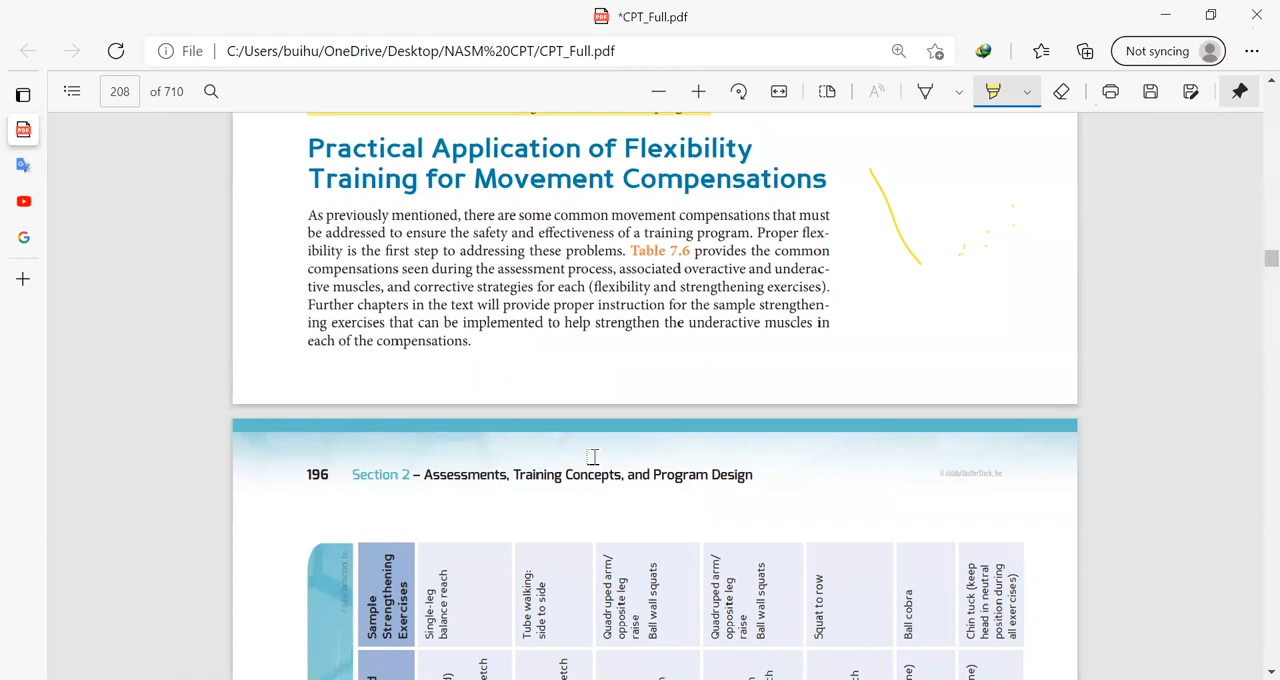 *CPT_Full.pdf
File
C:/Users/buihu/OneDrive/Desktop/NASM%20CPT/CPT_Full.pdf
Not syncing
208 of 710
Practical Application of Flexibility
Training for Movement Compensations
As previously mentioned, there are some common movement compensations that must
be addressed to ensure the safety and effectiveness of a training program. Proper flex-
ibility is the first step to addressing these problems. Table 7.6 provides the common
compensations seen during the assessment process, associated overactive and underac-
tive muscles, and corrective strategies for each (flexibility and strengthening exercises).
Further chapters in the text will provide proper instruction for the sample strengthen-
ing exercises that can be implemented to help strengthen the underactive muscles in
each of the compensations.
196 Section 2 – Assessments, Training Concepts, and Program Design
Sample
Strengthening
Exercises
Single-leg
balance reach
Tube walking:
side to side
Quadruped arm/
opposite leg
raise
Ball wall squats
Quadruped arm/
opposite leg
raise
Ball wall squats
Squat to row
Ball cobra
Chin tuck (keep
head in neutral
position during
all exercises)